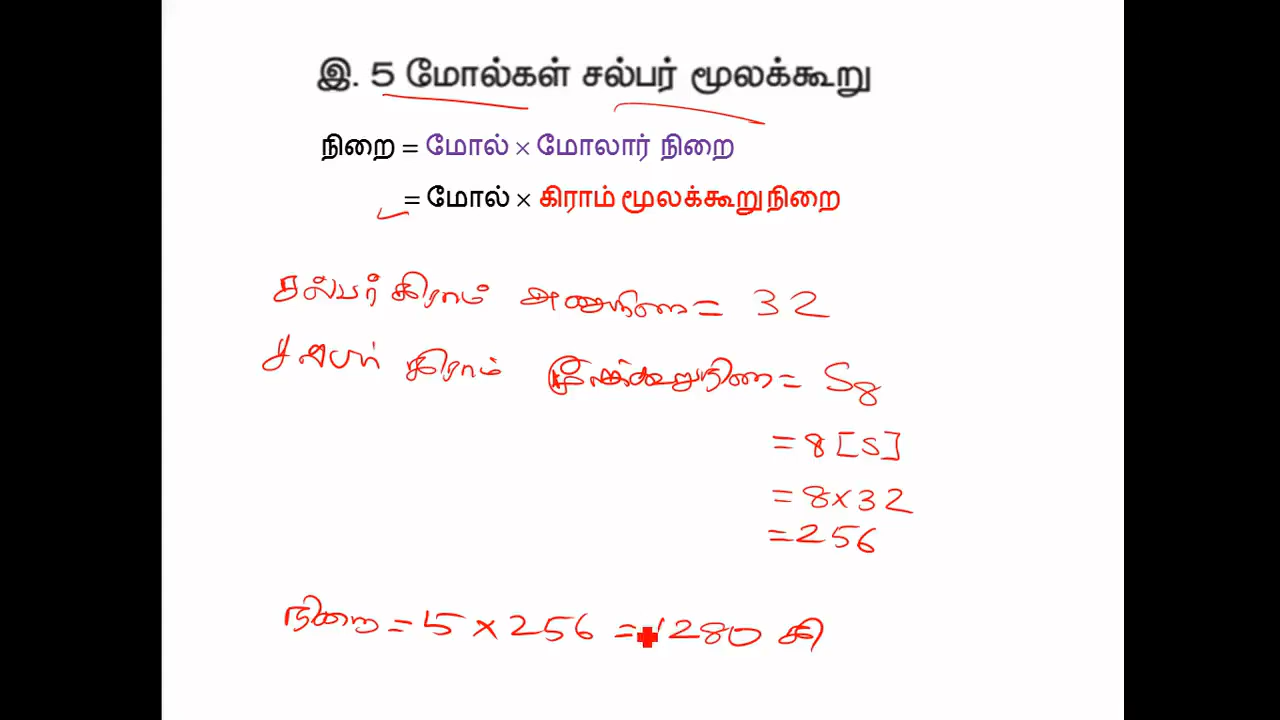 இ. 5 மோல்கள் சல்பர் மூலக்கூறு
நிறை = மோல் × மோலார் நிறை
= மோல் × கிராம் மூலக்கூறு நிறை
சல்பர் கிராம் அணுநிறை = 32
சல்பர் கிராம் மூலக்கூறுநிறை = S₈
= 8 [S]
= 8 × 32
= 256
நிறை = 5 × 256 = 1280 கி